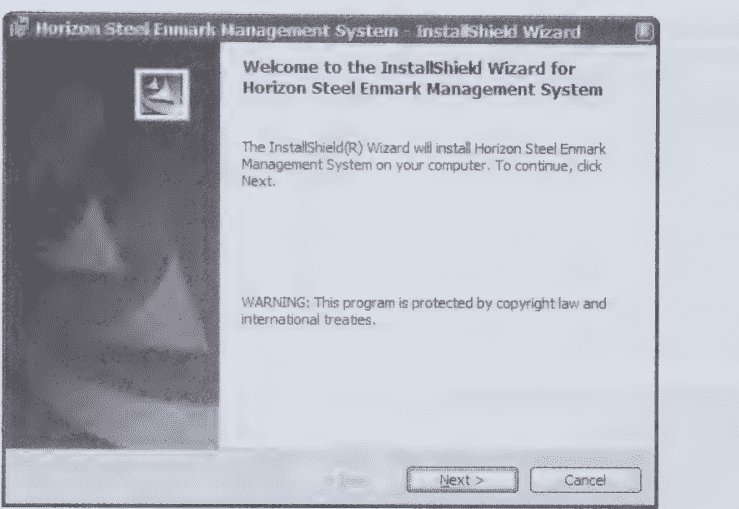 Horizon Steel Enmark Management System - InstallShield Wizard
Welcome to the InstallShield Wizard for
Horizon Steel Enmark Management System
The InstallShield(R) Wizard will install Horizon Steel Enmark
Management System on your computer. To continue, click
Next.
WARNING: This program is protected by copyright law and
international treaties.
Next >
Cancel